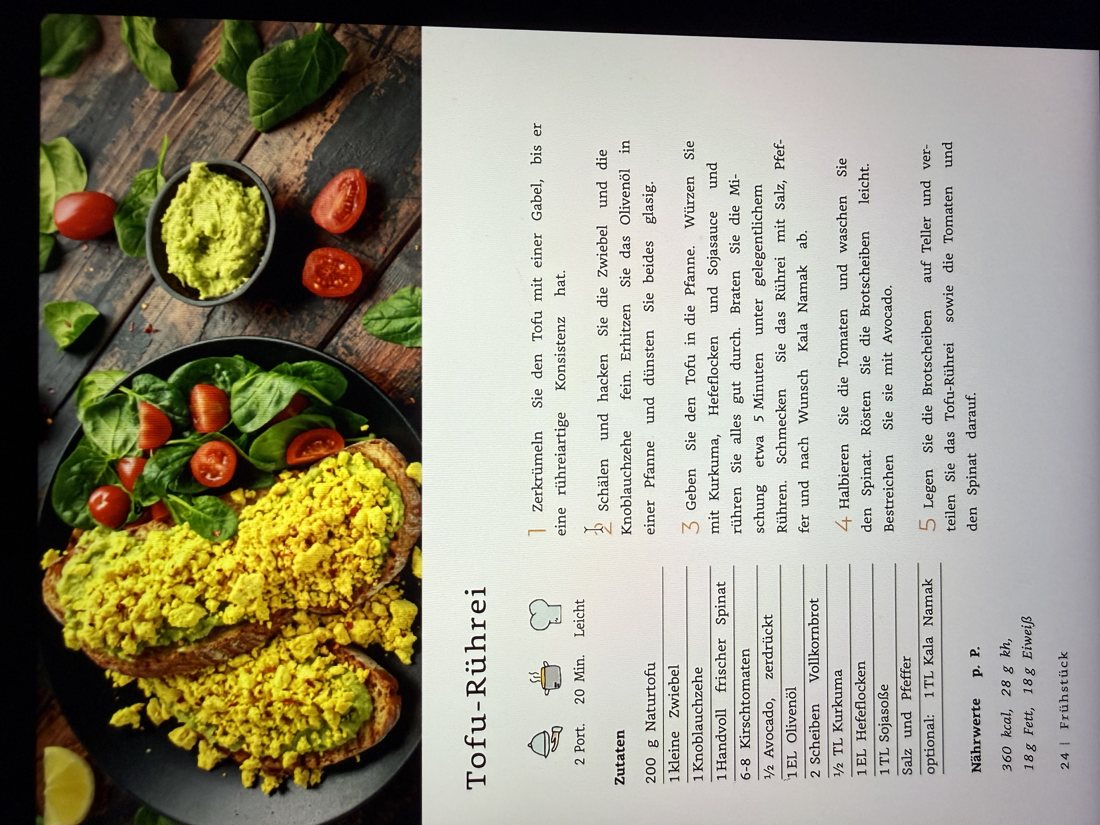 Tofu-Rührei
2 Port. 20 Min. Leicht
Zutaten
200 g Naturtofu
1 kleine Zwiebel
1 Knoblauchzehe
1 Handvoll frischer Spinat
6-8 Kirschtomaten
½ Avocado, zerdrückt
1 EL Olivenöl
2 Scheiben Vollkornbrot
½ TL Kurkuma
1 EL Hefeflocken
1 TL Sojasoße
Salz und Pfeffer
optional: 1 TL Kala Namak
Nährwerte p. P.
360 kcal, 28 g kh,
18 g Fett, 18 g Eiweiß
1 Zerkrümeln Sie den Tofu mit einer Gabel, bis er
eine rühreiartige Konsistenz hat.
2 Schälen und hacken Sie die Zwiebel und die
Knoblauchzehe fein. Erhitzen Sie das Olivenöl in
einer Pfanne und dünsten Sie beides glasig.
3 Geben Sie den Tofu in die Pfanne. Würzen Sie
mit Kurkuma, Hefeflocken und Sojasauce und
rühren Sie alles gut durch. Braten Sie die Mi-
schung etwa 5 Minuten unter gelegentlichem
Rühren. Schmecken Sie das Rührei mit Salz, Pfef-
fer und nach Wunsch Kala Namak ab.
4 Halbieren Sie die Tomaten und waschen Sie
den Spinat. Rösten Sie die Brotscheiben leicht.
Bestreichen Sie sie mit Avocado.
5 Legen Sie die Brotscheiben auf Teller und ver-
teilen Sie das Tofu-Rührei sowie die Tomaten und
den Spinat darauf.
24 | Frühstück